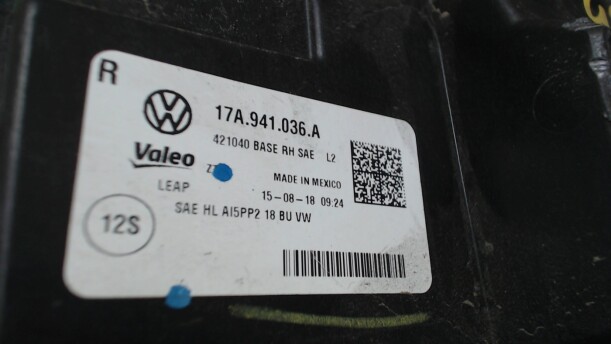 R
17A.941.036.A
421040 BASE RH SAE L2
Valeo
MADE IN MEXICO
LEAP
15-08-18 09:24
12S
SAE HL AI5PP2 18 BU VW